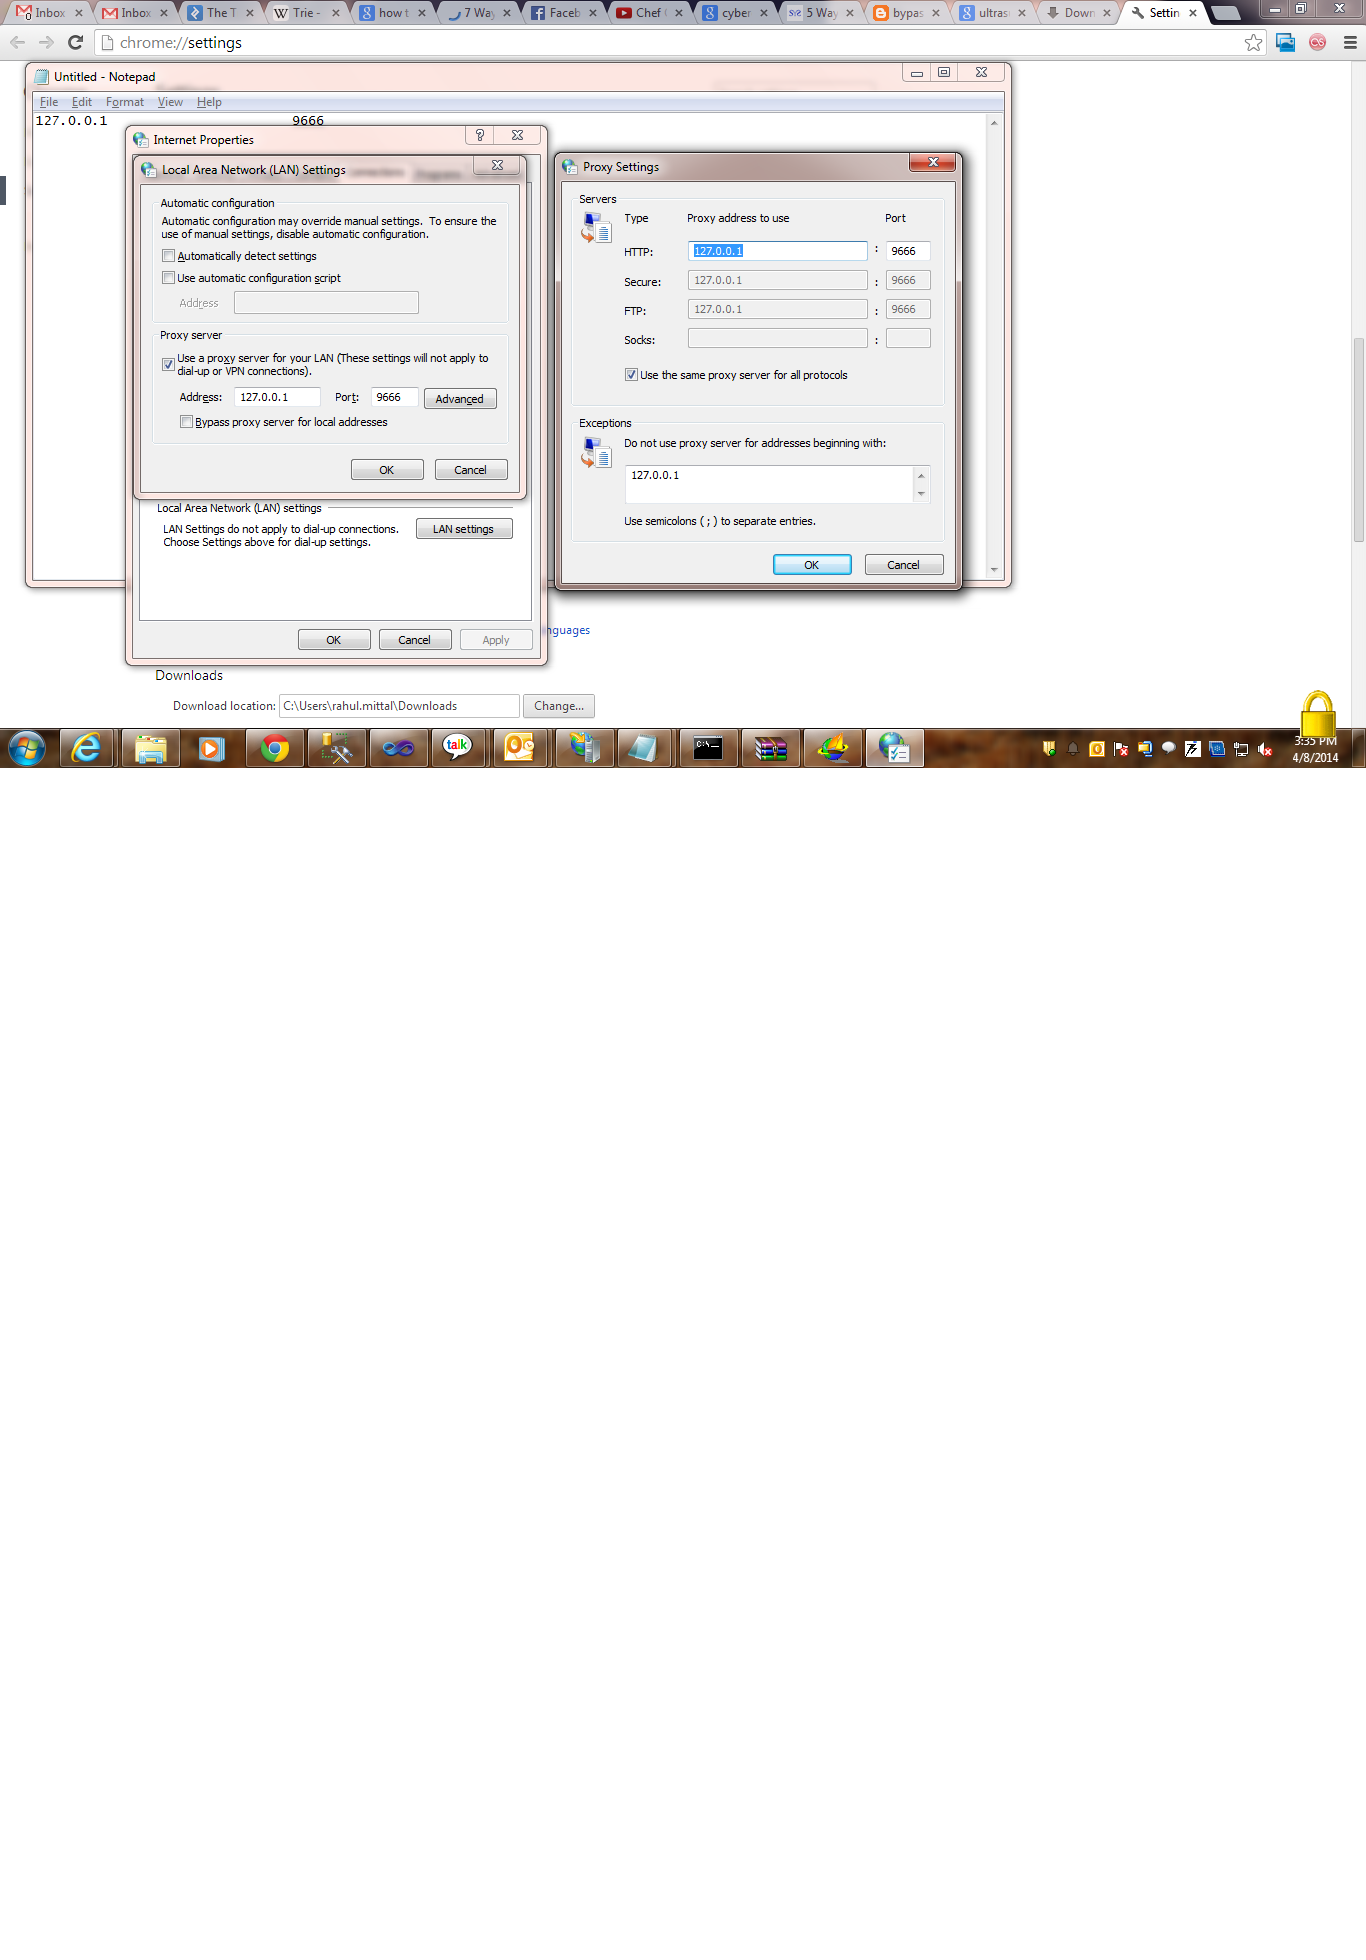 Inbox
Inbox
The T
Trie -
how t
7 Way
Faceb
Chef
cyber
5 Way
bypas
ultras
Down
Settin
chrome://settings
Untitled - Notepad
File Edit Format View Help
127.0.0.1 9666
Internet Properties
Local Area Network (LAN) Settings
Automatic configuration
Automatic configuration may override manual settings. To ensure the
use of manual settings, disable automatic configuration.
Automatically detect settings
Use automatic configuration script
Address
Proxy server
Use a proxy server for your LAN (These settings will not apply to
dial-up or VPN connections).
Address: 127.0.0.1 Port: 9666 Advanced
Bypass proxy server for local addresses
OK Cancel
Local Area Network (LAN) settings
LAN Settings do not apply to dial-up connections.
Choose Settings above for dial-up settings.
LAN settings
OK Cancel Apply
Proxy Settings
Servers
Type Proxy address to use Port
HTTP: 127.0.0.1 : 9666
Secure: 127.0.0.1 : 9666
FTP: 127.0.0.1 : 9666
Socks: :
Use the same proxy server for all protocols
Exceptions
Do not use proxy server for addresses beginning with:
127.0.0.1
Use semicolons ( ; ) to separate entries.
OK Cancel
nguages
Downloads
Download location: C:\Users\rahul.mittal\Downloads Change...
talk
3:35 PM
4/8/2014